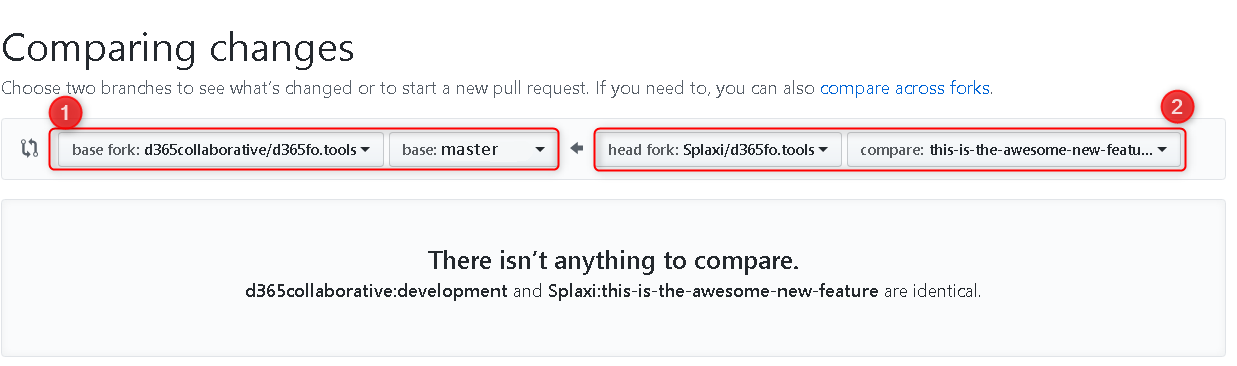 Comparing changes
Choose two branches to see what's changed or to start a new pull request. If you need to, you can also compare across forks.
1 2
base fork: d365collaborative/d365fo.tools base: master head fork: Splaxi/d365fo.tools compare: this-is-the-awesome-new-featu...
There isn't anything to compare.
d365collaborative:development and Splaxi:this-is-the-awesome-new-feature are identical.